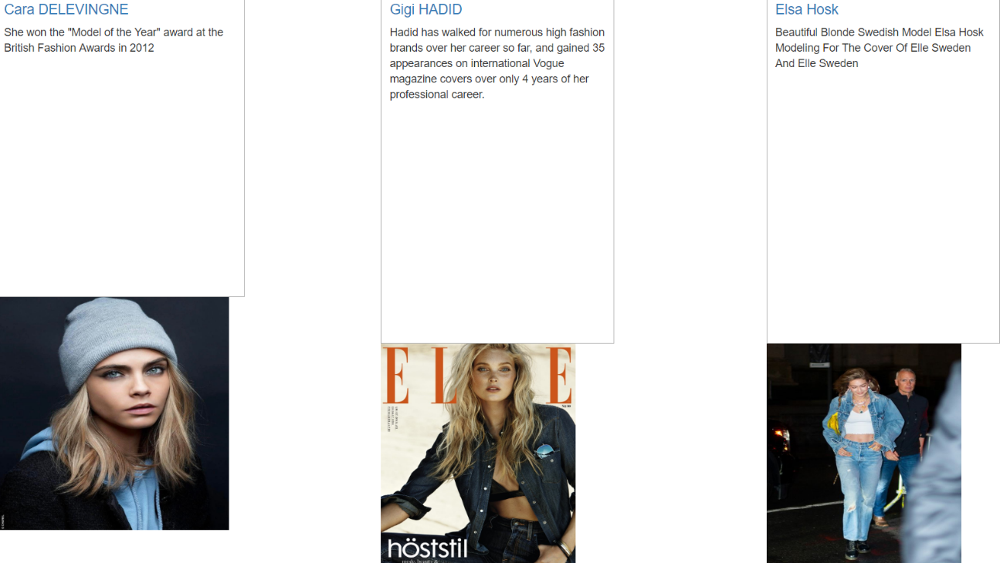 Cara DELEVINGNE
She won the "Model of the Year" award at the
British Fashion Awards in 2012
Gigi HADID
Hadid has walked for numerous high fashion
brands over her career so far, and gained 35
appearances on international Vogue
magazine covers over only 4 years of her
professional career.
Elsa Hosk
Beautiful Blonde Swedish Model Elsa Hosk
Modeling For The Cover Of Elle Sweden
And Elle Sweden
ELLE
höststil
mode, beauty &